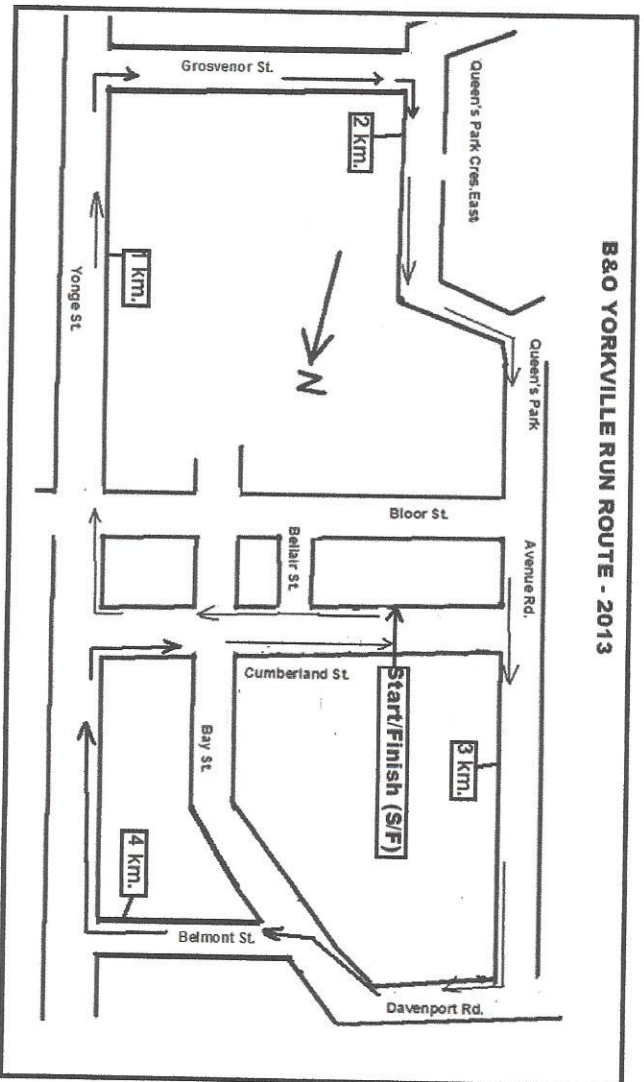 B&O YORKVILLE RUN ROUTE - 2013
Grosvenor St.
Queen's Park Cres.East
2 km.
1 km.
Yonge St.
N
Queen's Park
Bloor St.
Avenue Rd.
Bellair St.
Cumberland St.
Start/Finish (S/F)
3 km.
Bay St.
4 km.
Belmont St.
Davenport Rd.